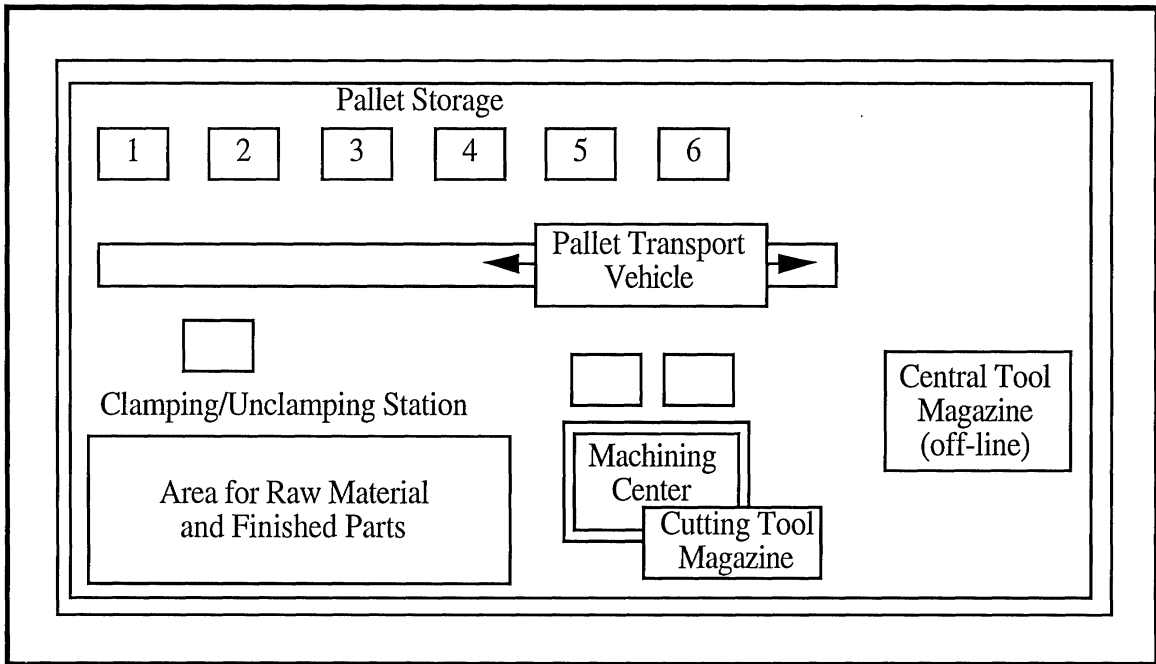 Pallet Storage
1 2 3 4 5 6
Pallet Transport
Vehicle
Clamping/Unclamping Station
Central Tool
Magazine
(off-line)
Area for Raw Material
and Finished Parts
Machining
Center
Cutting Tool
Magazine